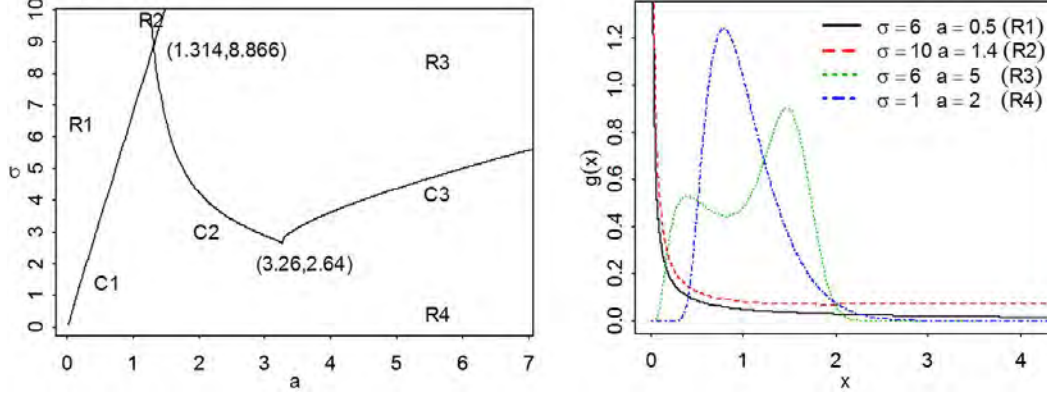 10
9
8
7
6
5
4
3
2
1
0
σ
R2
(1.314,8.866)
R3
R1
C3
C2
(3.26,2.64)
C1
R4
0 1 2 3 4 5 6 7
a
1.2
1.0
0.8
0.6
0.4
0.2
0.0
g(x)
σ = 6 a = 0.5 (R1)
σ = 10 a = 1.4 (R2)
σ = 6 a = 5 (R3)
σ = 1 a = 2 (R4)
0 1 2 3 4
x